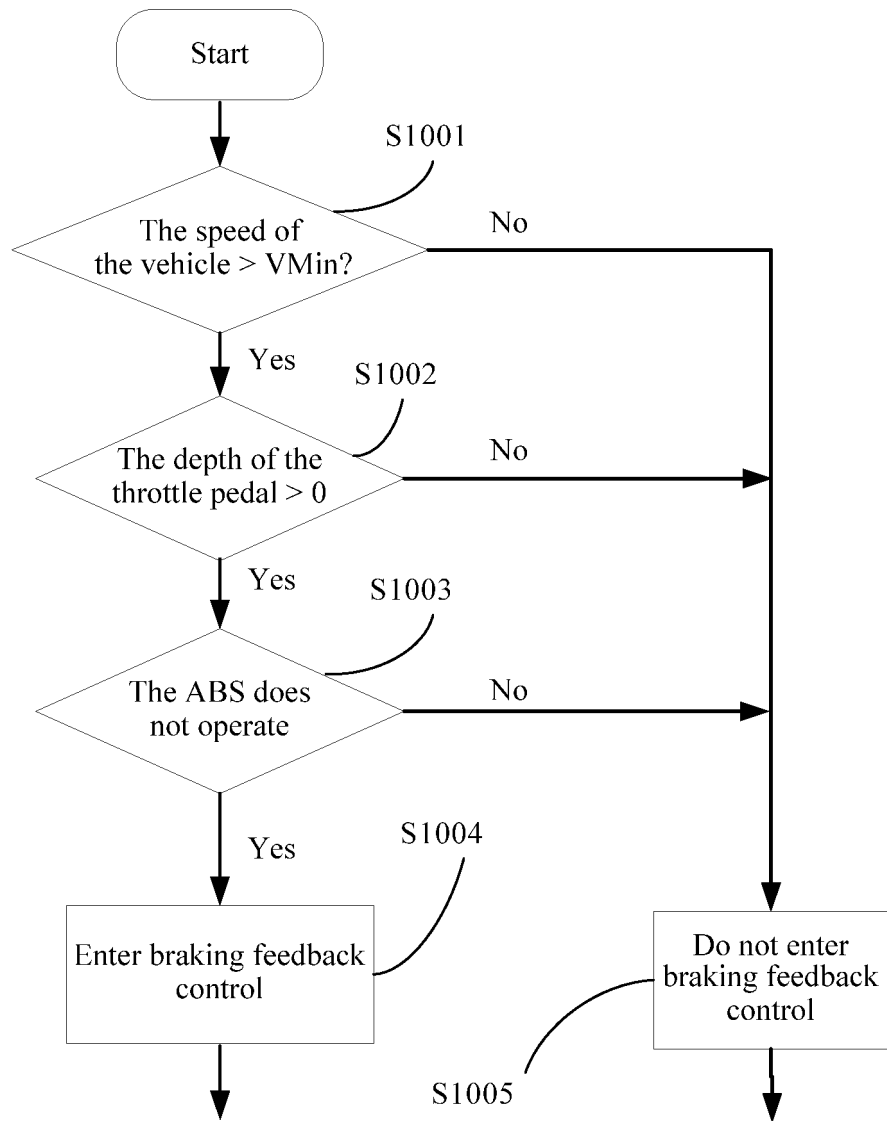 Start
S1001
The speed of
the vehicle > VMin?
No
Yes
S1002
The depth of the
throttle pedal > 0
No
Yes
S1003
The ABS does
not operate
No
Yes
S1004
Enter braking feedback
control
Do not enter
braking feedback
control
S1005